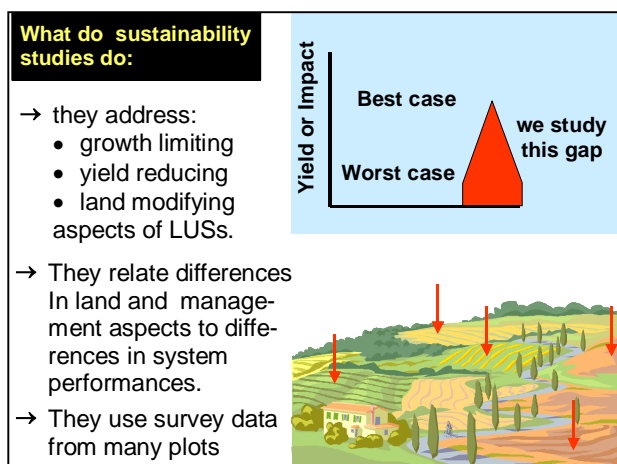 What do sustainability
studies do:
→ they address:
• growth limiting
• yield reducing
• land modifying
aspects of LUSs.
→ They relate differences
In land and manage-
ment aspects to diffe-
rences in system
performances.
→ They use survey data
from many plots
Yield or Impact
Best case
Worst case
we study
this gap